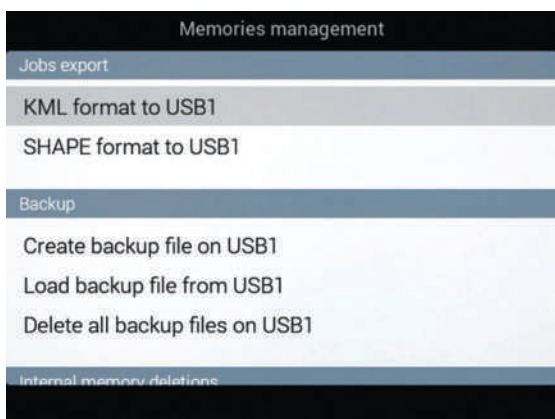 Memories management
Jobs export
KML format to USB1
SHAPE format to USB1
Backup
Create backup file on USB1
Load backup file from USB1
Delete all backup files on USB1
Internal memory deletions